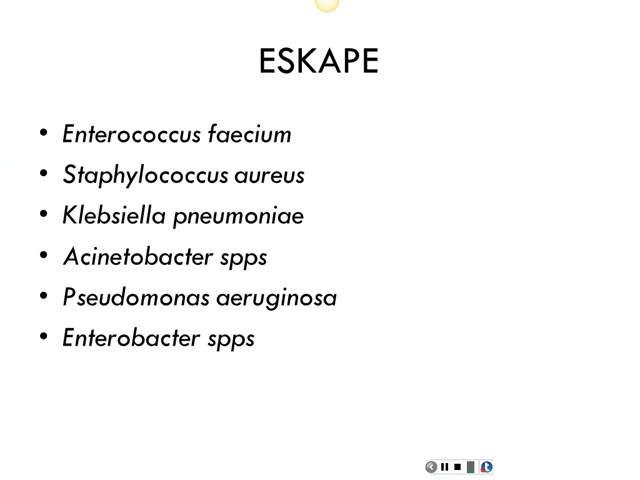 ESKAPE
• Enterococcus faecium
• Staphylococcus aureus
• Klebsiella pneumoniae
• Acinetobacter spps
• Pseudomonas aeruginosa
• Enterobacter spps
t